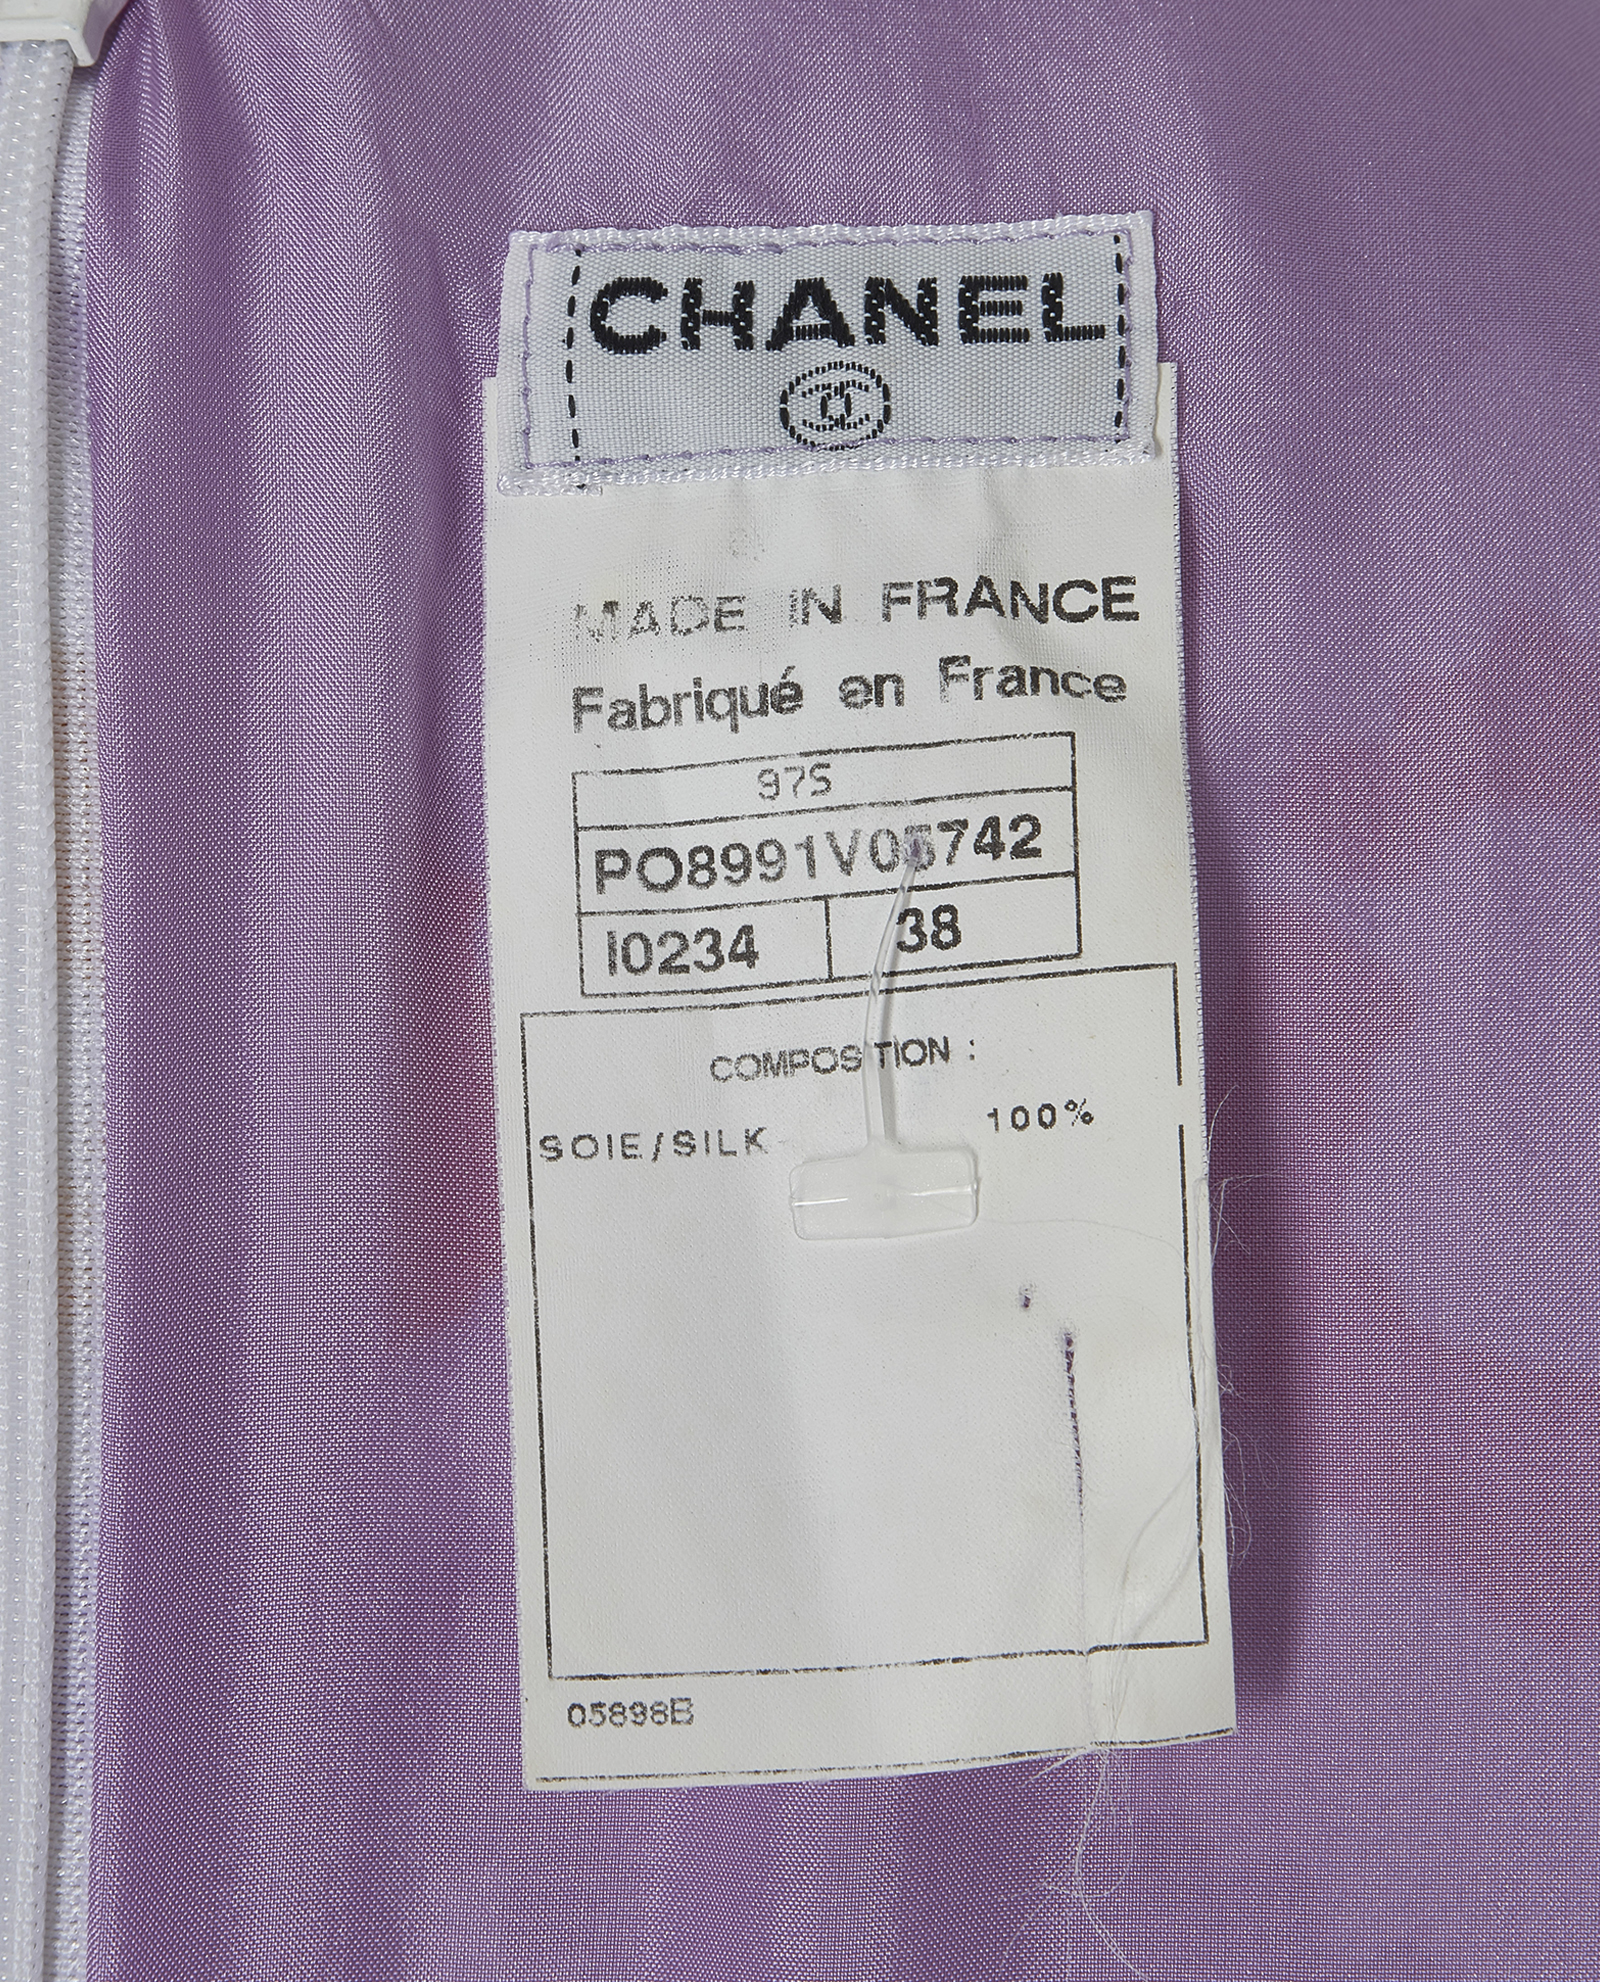 CHANEL
MADE IN FRANCE
Fabriqué en France
97S
PO8991V05742
I0234 38
COMPOSITION :
SOIE/SILK 100%
05898B